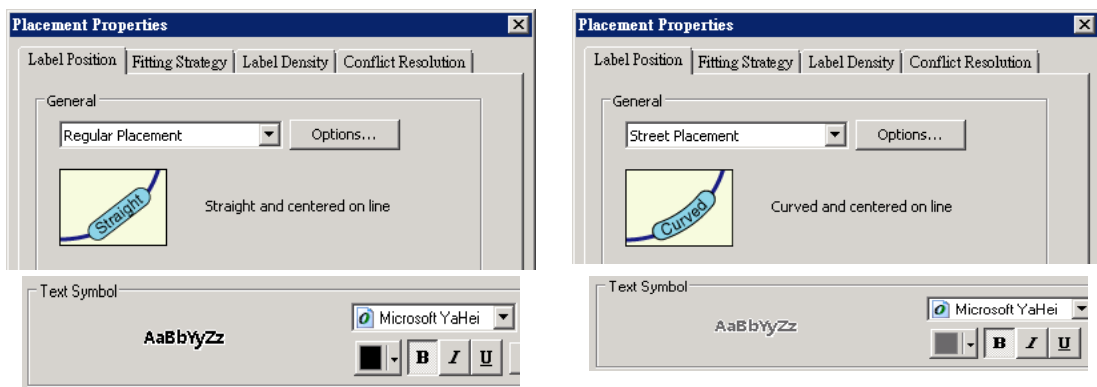 Placement Properties
Label Position Fitting Strategy Label Density Conflict Resolution
General
Regular Placement Options...
Straight Straight and centered on line
Text Symbol
AaBbYyZz Microsoft YaHei
B I U
Placement Properties
Label Position Fitting Strategy Label Density Conflict Resolution
General
Street Placement Options...
Curved Curved and centered on line
Text Symbol
AaBbYyZz Microsoft YaHei
B I U